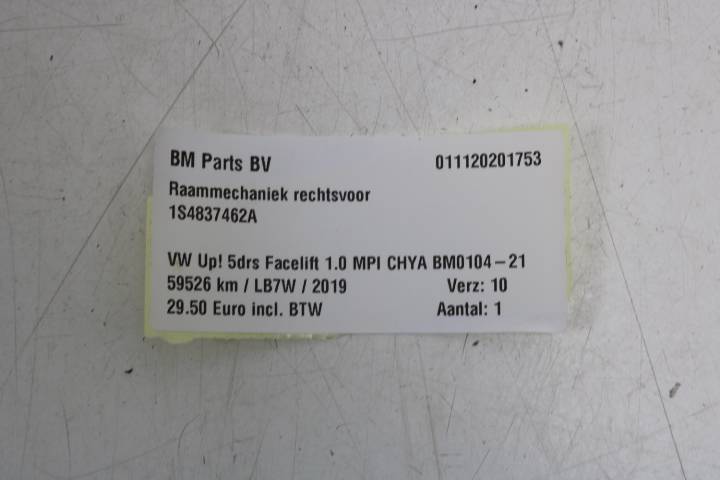 BM Parts BV 011120201753
Raammechaniek rechtsvoor
1S4837462A
VW Up! 5drs Facelift 1.0 MPI CHYA BM0104-21
59526 km / LB7W / 2019 Verz: 10
29.50 Euro incl. BTW Aantal: 1